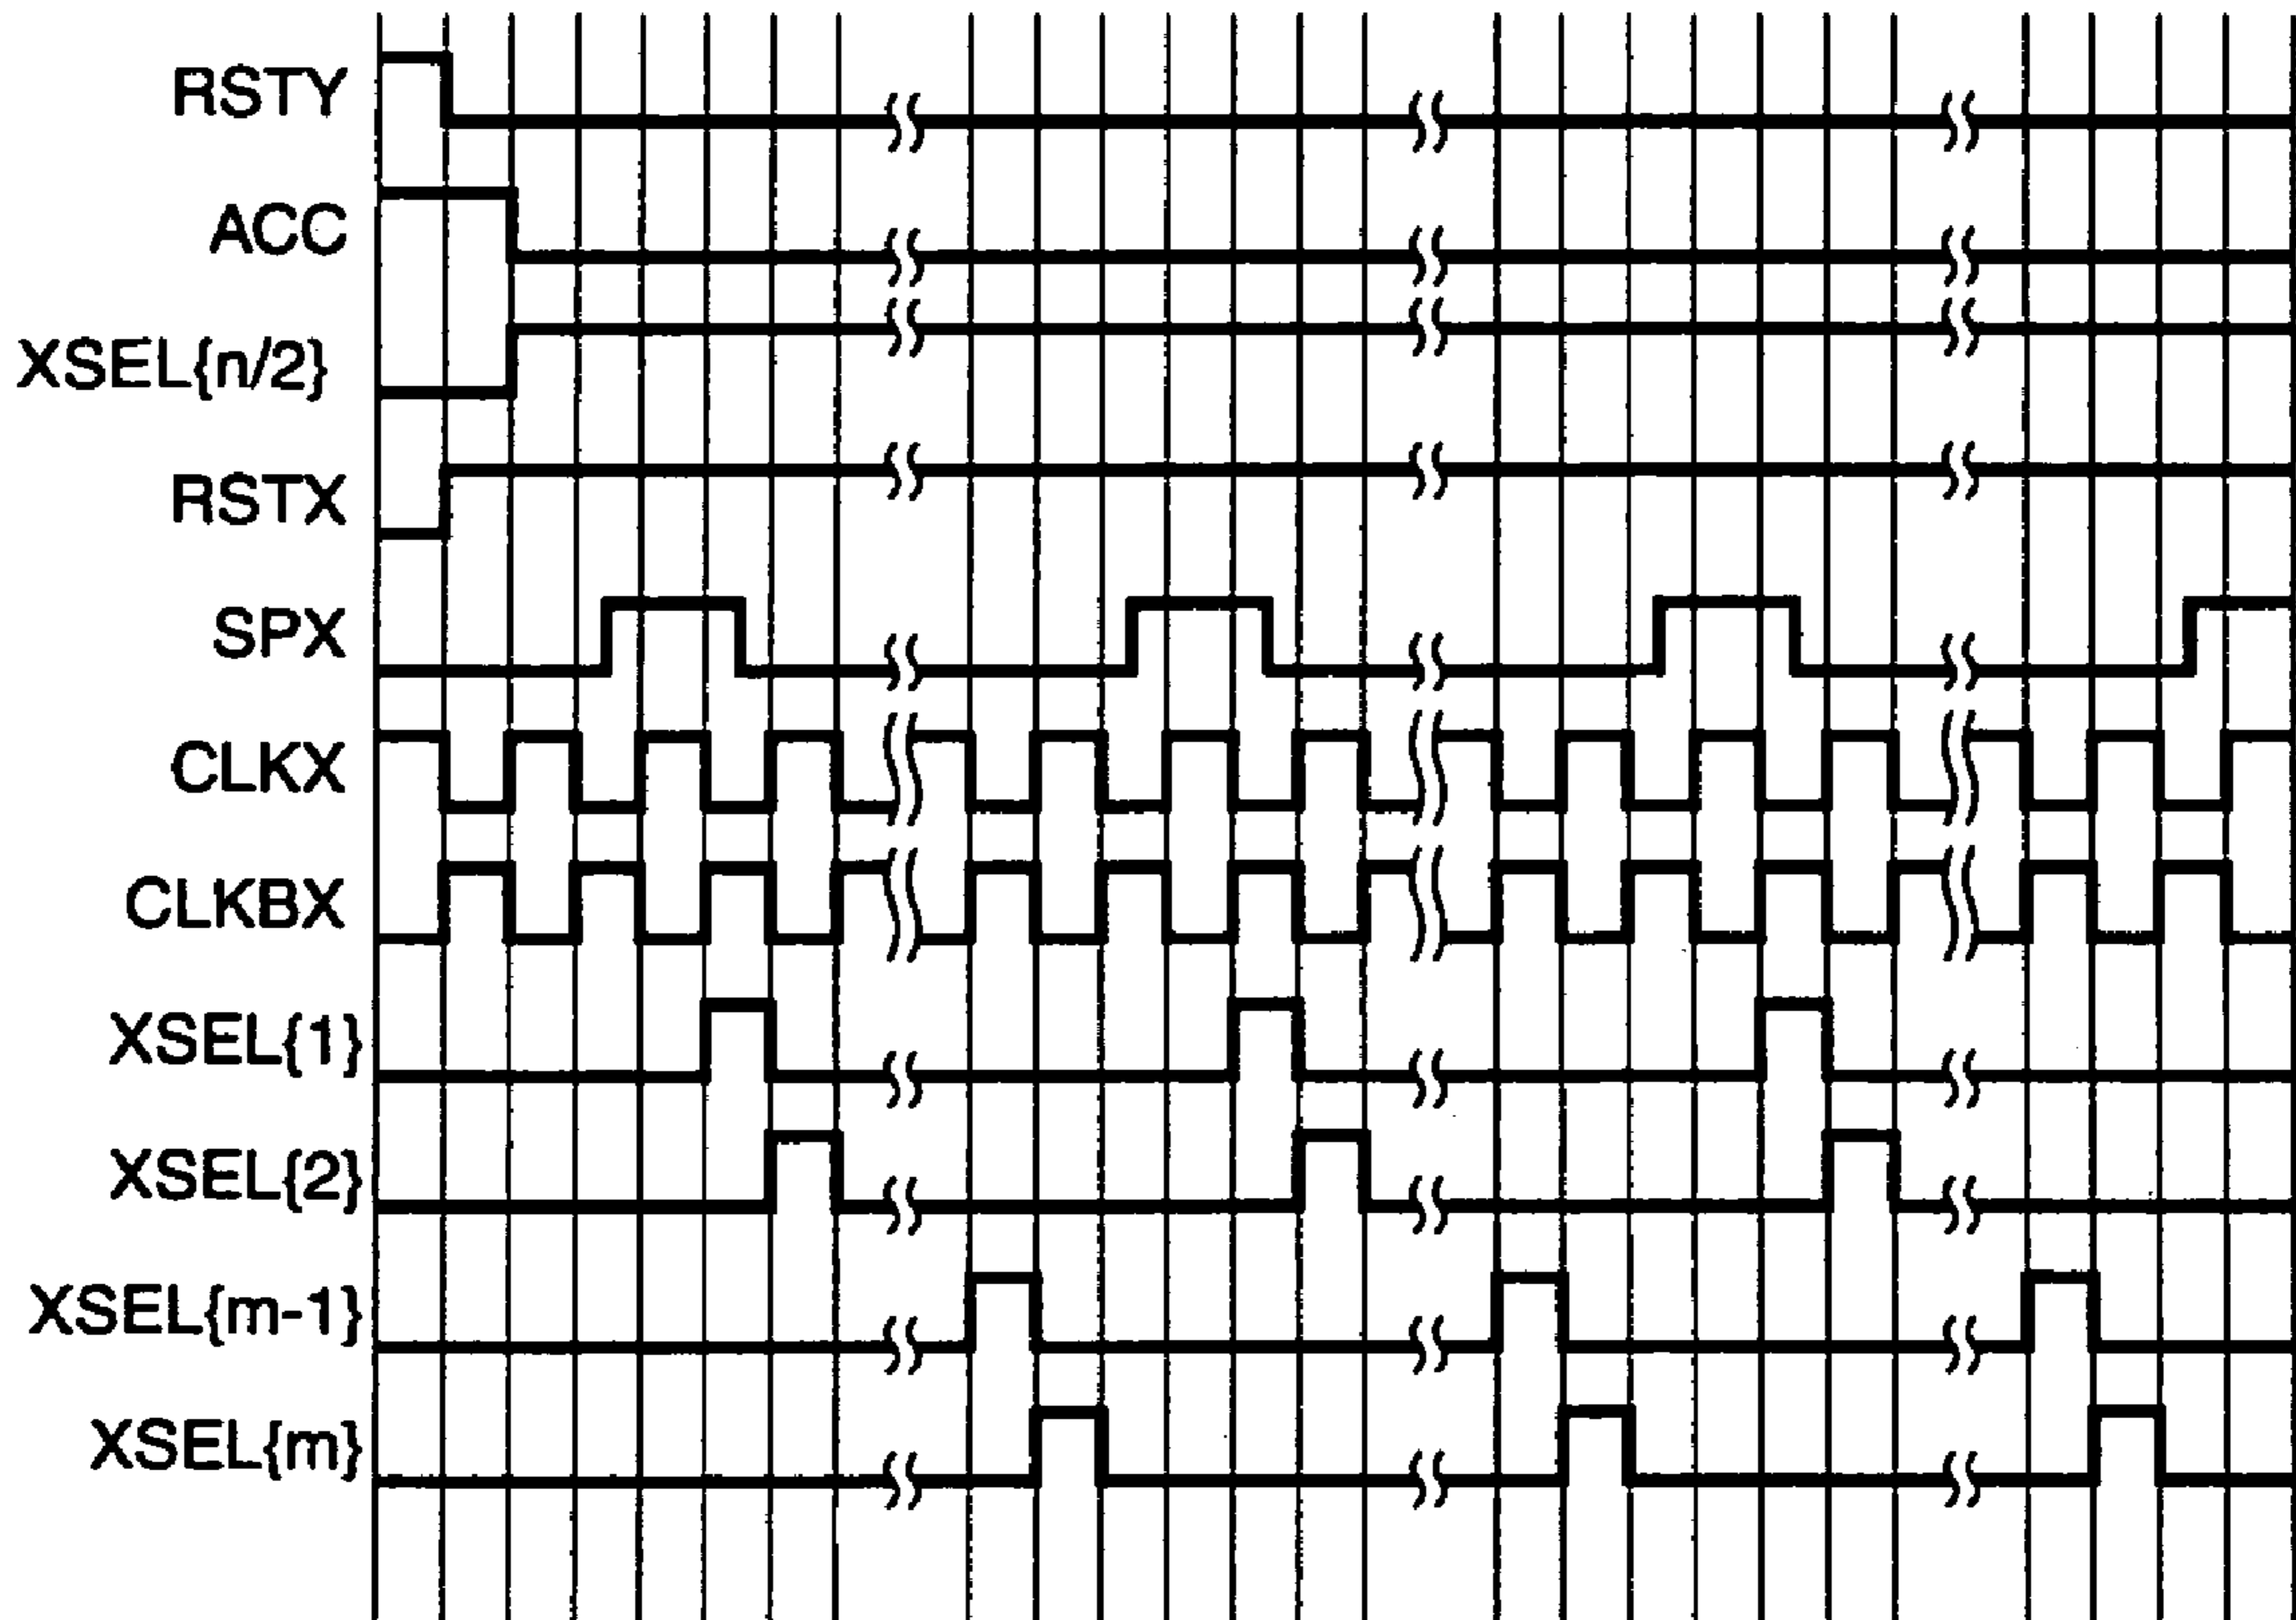 RSTY
ACC
XSEL{n/2}
RSTX
SPX
CLKX
CLKBX
XSEL{1}
XSEL{2}
XSEL{m-1}
XSEL{m}